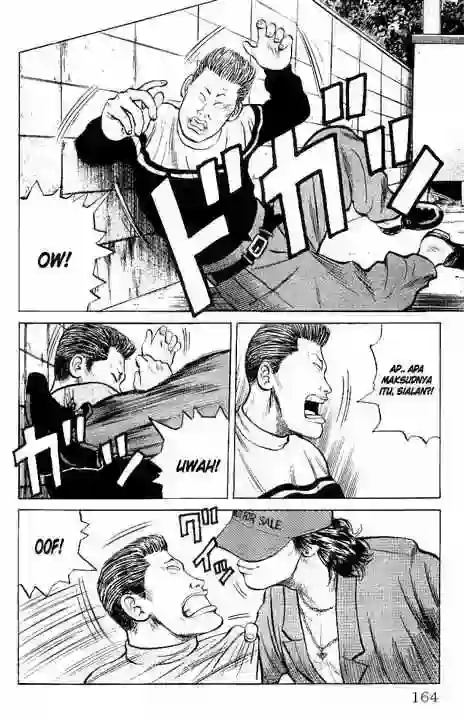 ドガッ
OW!
AP.. APA
MAKSUDNYA
ITU, SIALAN?!
ガガッ
UWAH!
OOF!
グイッ
FOR SALE
164